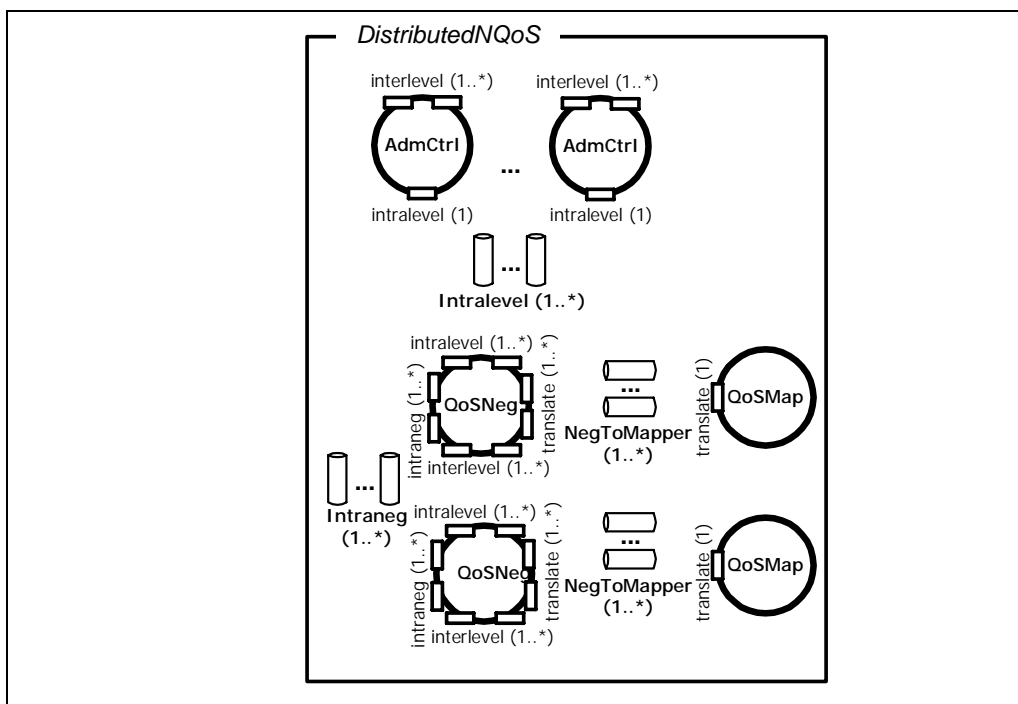 DistributedNQoS
interlevel (1..*)
interlevel (1..*)
AdmCtrl
AdmCtrl
...
intralevel (1)
intralevel (1)
...
Intralevel (1..*)
intralevel (1..*)
intraneg (1..*)
QoSNeg
translate (1..*)
interlevel (1..*)
...
NegToMapper
(1..*)
translate (1)
QoSMap
...
Intraneg
(1..*)
intralevel (1..*)
intraneg (1..*)
QoSNeg
translate (1..*)
interlevel (1..*)
...
NegToMapper
(1..*)
translate (1)
QoSMap